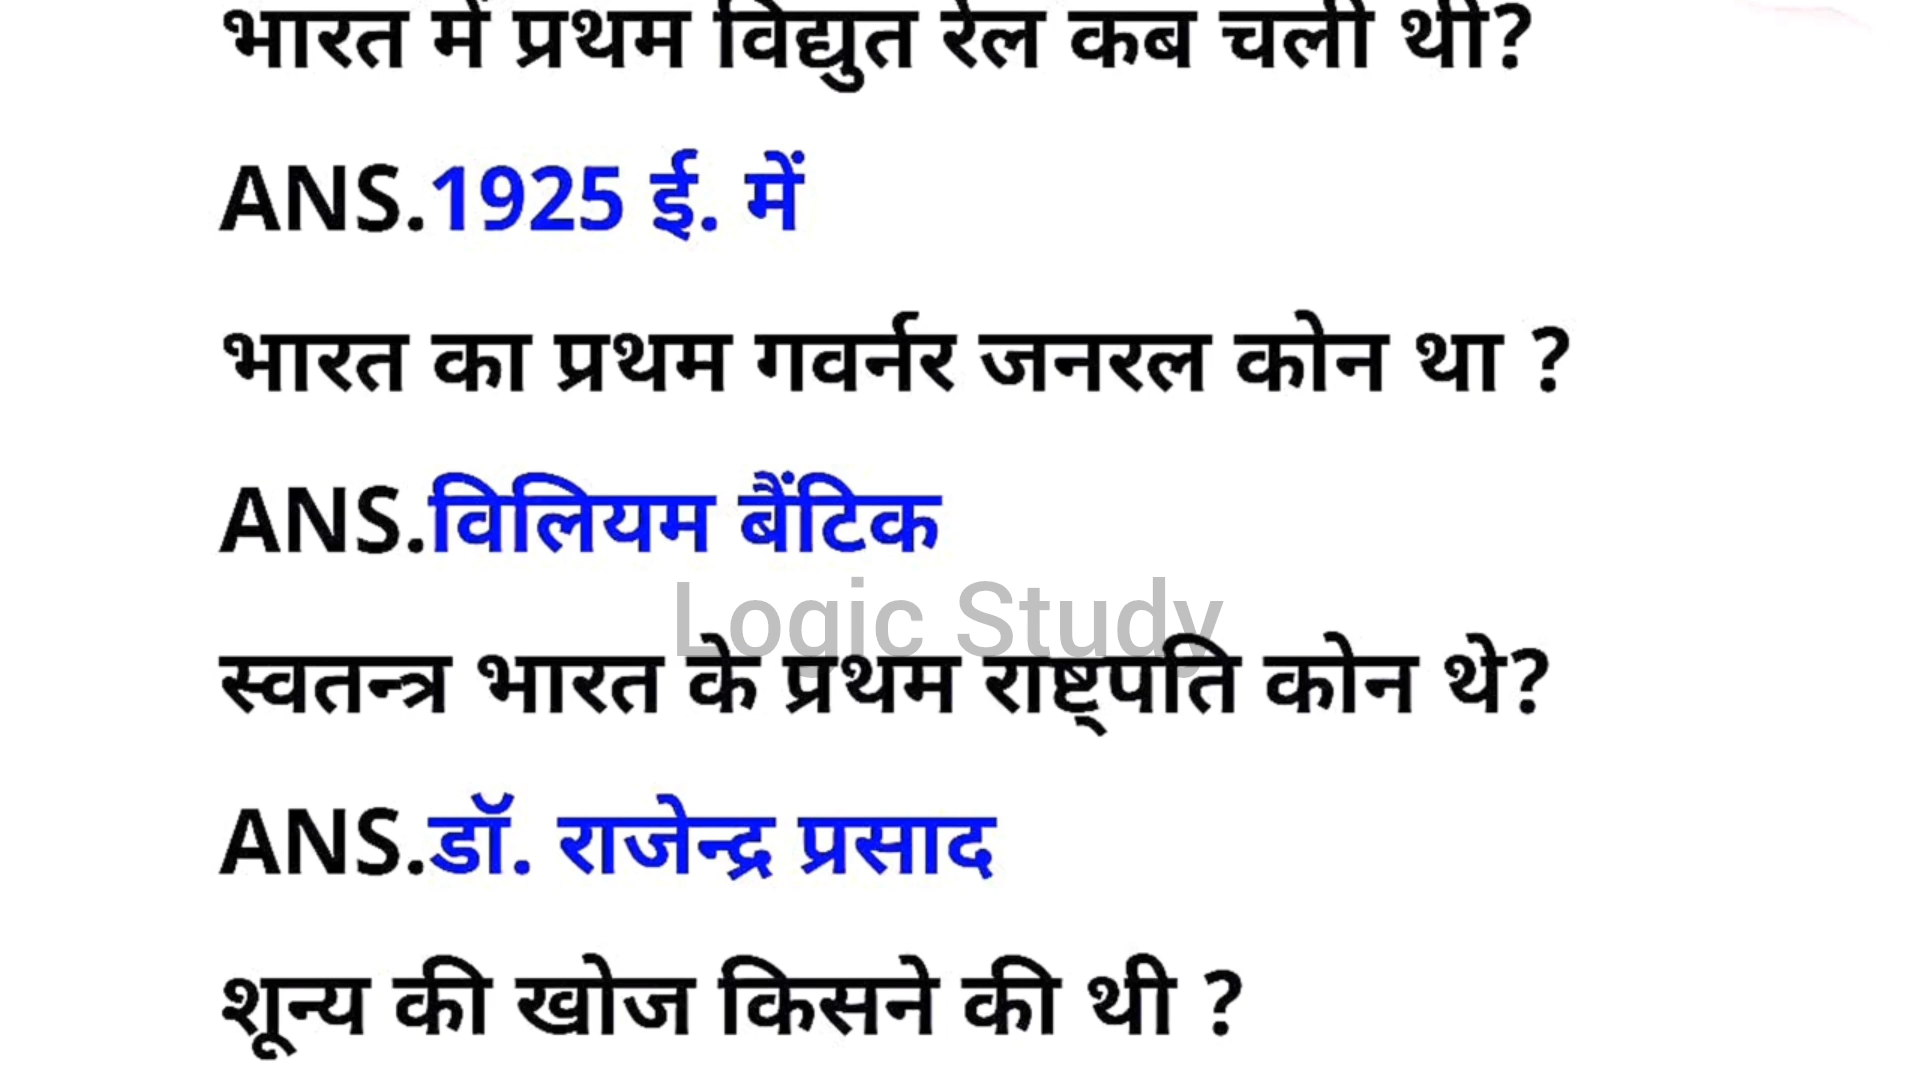 भारत में प्रथम विद्युत रेल कब चली थी?
ANS.1925 ई. में
भारत का प्रथम गवर्नर जनरल कोन था ?
ANS.विलियम बैंटिक
Logic Study
स्वतन्त्र भारत के प्रथम राष्ट्पति कोन थे?
ANS.डॉ. राजेन्द्र प्रसाद
शून्य की खोज किसने की थी ?